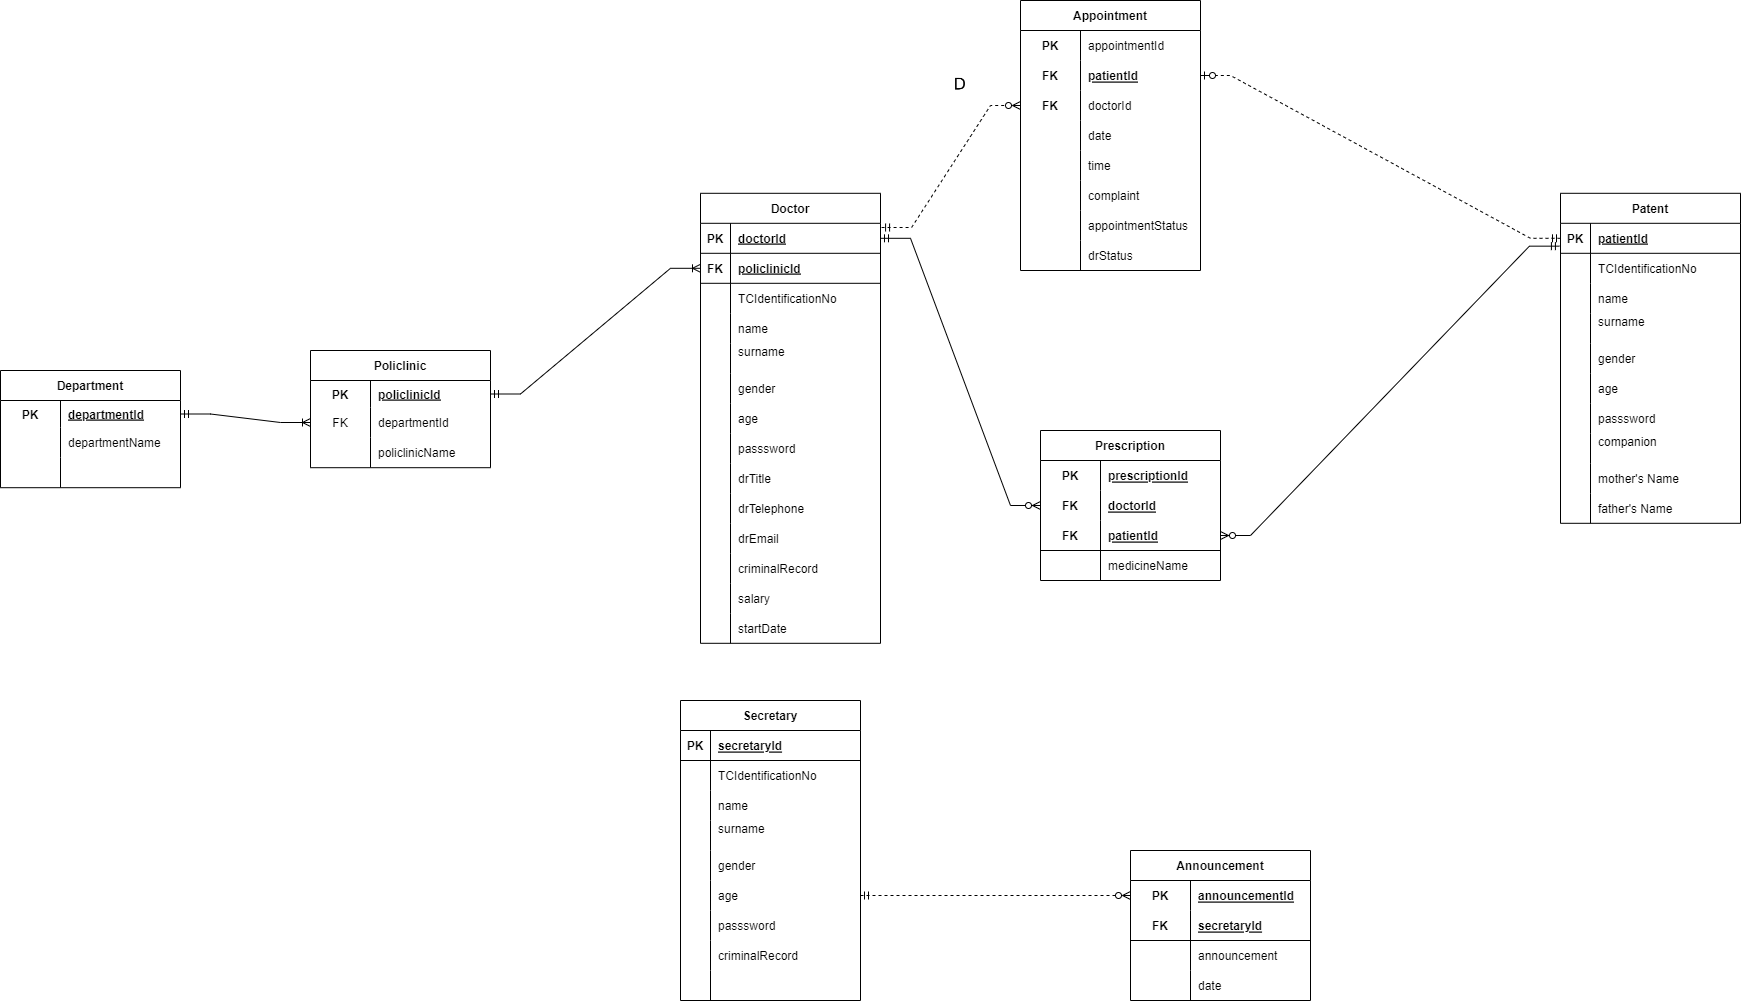 Appointment
PK appointmentId
FK patientId
FK doctorId
date
time
complaint
appointmentStatus
drStatus
D
Doctor
PK doctorId
FK policlinicId
TCIdentificationNo
name
surname
gender
age
passsword
drTitle
drTelephone
drEmail
criminalRecord
salary
startDate
Patent
PK patientId
TCIdentificationNo
name
surname
gender
age
passsword
companion
mother's Name
father's Name
Department
PK departmentId
departmentName
Policlinic
PK policlinicId
FK departmentId
policlinicName
Prescription
PK prescriptionId
FK doctorId
FK patientId
medicineName
Secretary
PK secretaryId
TCIdentificationNo
name
surname
gender
age
passsword
criminalRecord
Announcement
PK announcementId
FK secretaryId
announcement
date